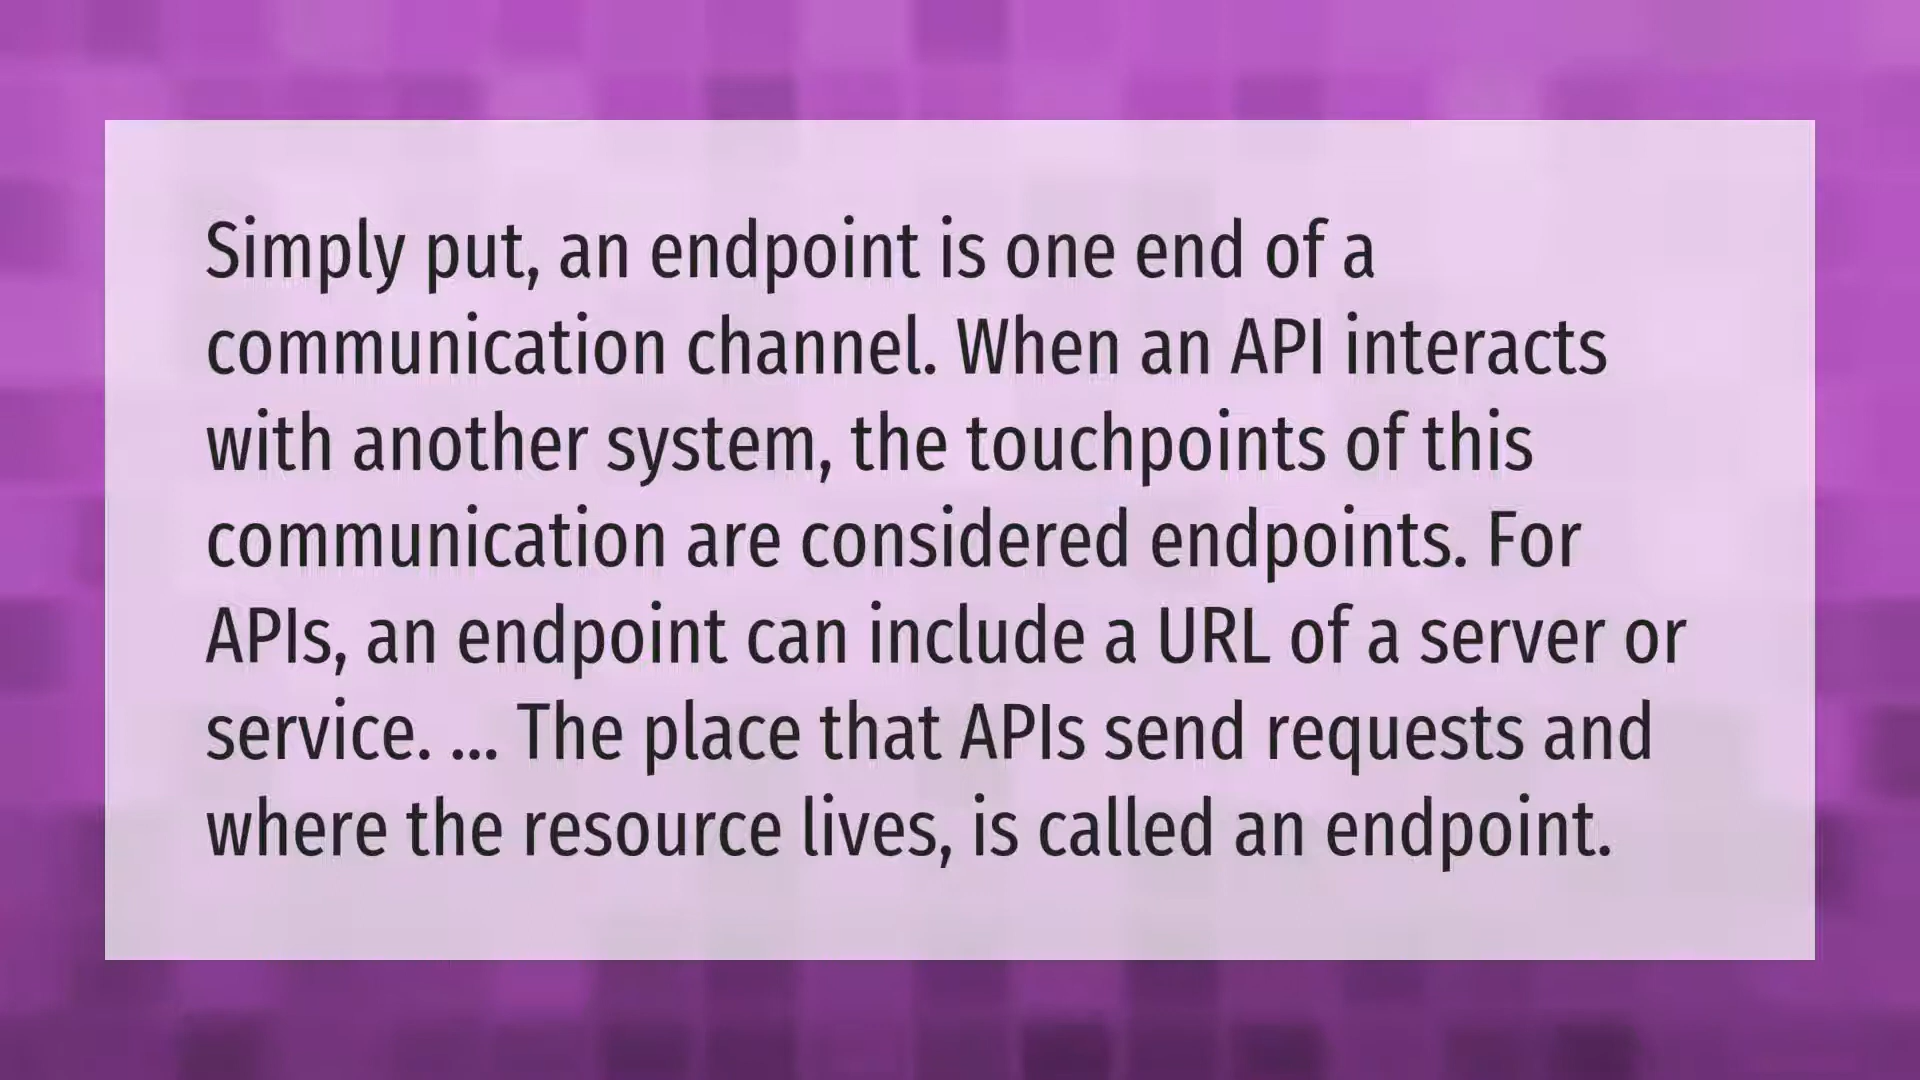 Simply put, an endpoint is one end of a
communication channel. When an API interacts
with another system, the touchpoints of this
communication are considered endpoints. For
APIs, an endpoint can include a URL of a server or
service. ... The place that APIs send requests and
where the resource lives, is called an endpoint.